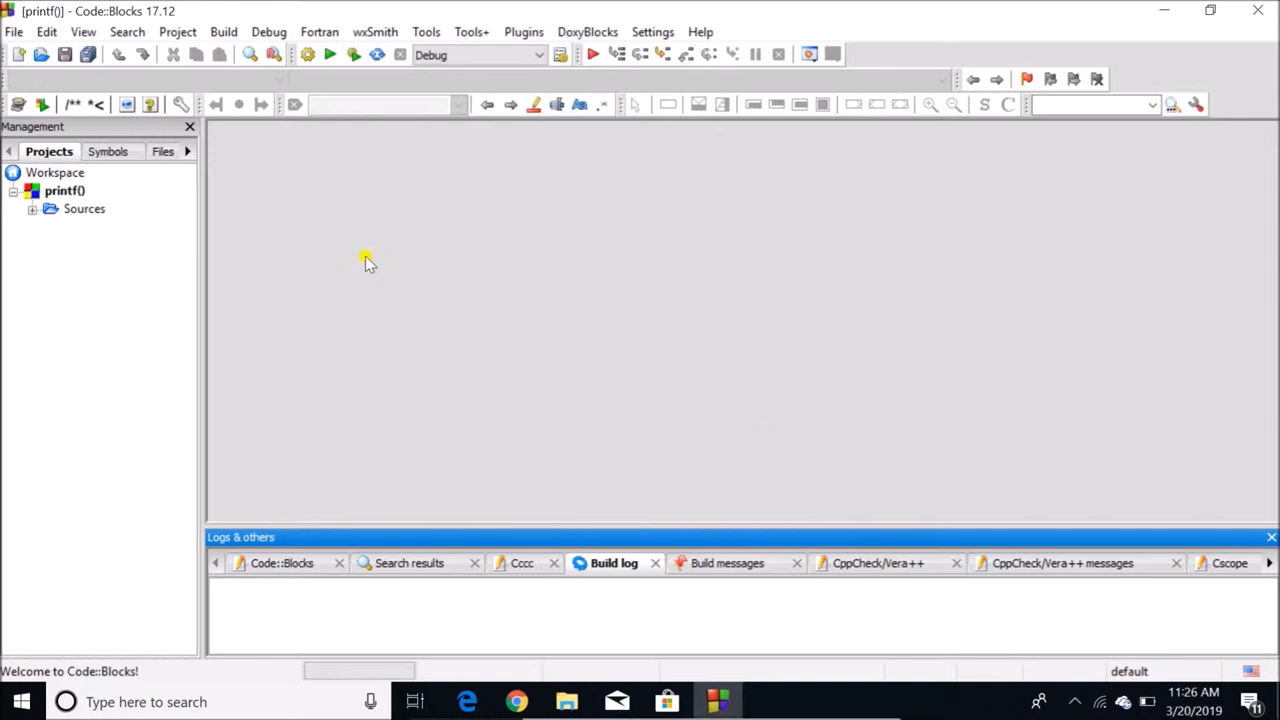 [printf()] - Code::Blocks 17.12
File Edit View Search Project Build Debug Fortran wxSmith Tools Tools+ Plugins DoxyBlocks Settings Help
Debug
/** *<
S C
Management
Projects Symbols Files
Workspace
printf()
Sources
Logs & others
Code::Blocks Search results Cccc Build log Build messages CppCheck/Vera++ CppCheck/Vera++ messages Cscope
Welcome to Code::Blocks!
default
Type here to search
11:26 AM
3/20/2019
11